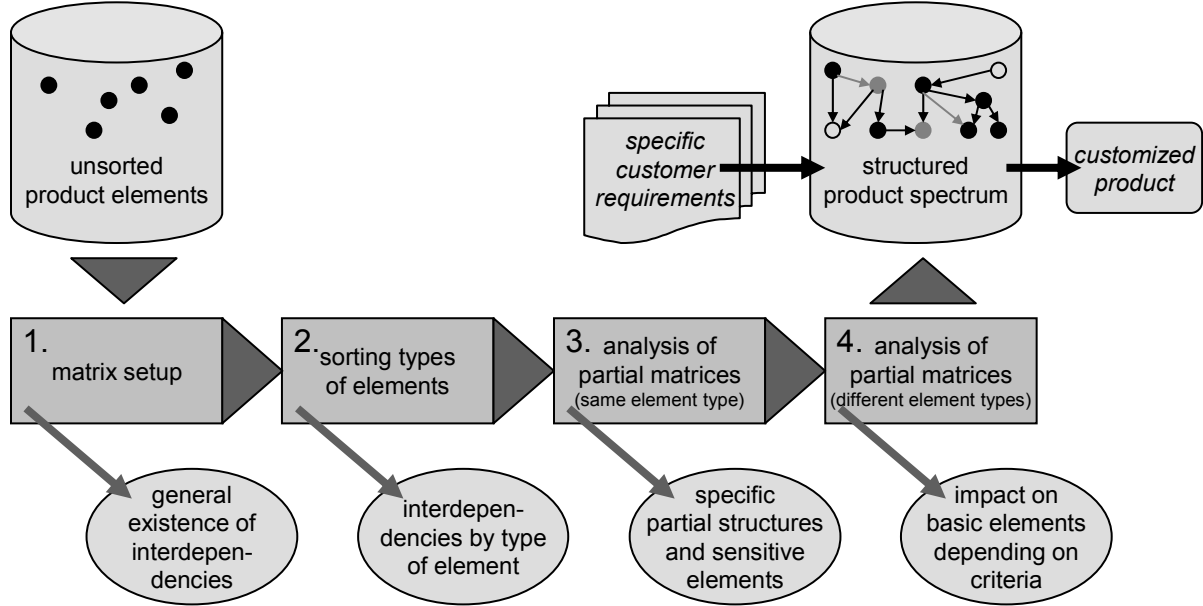 unsorted
product elements
specific
customer
requirements
structured
product spectrum
customized
product
1.
matrix setup
2.
sorting types
of elements
3.
analysis of
partial matrices
(same element type)
4.
analysis of
partial matrices
(different element types)
general
existence of
interdepen-
dencies
interdepen-
dencies by type
of element
specific
partial structures
and sensitive
elements
impact on
basic elements
depending on
criteria